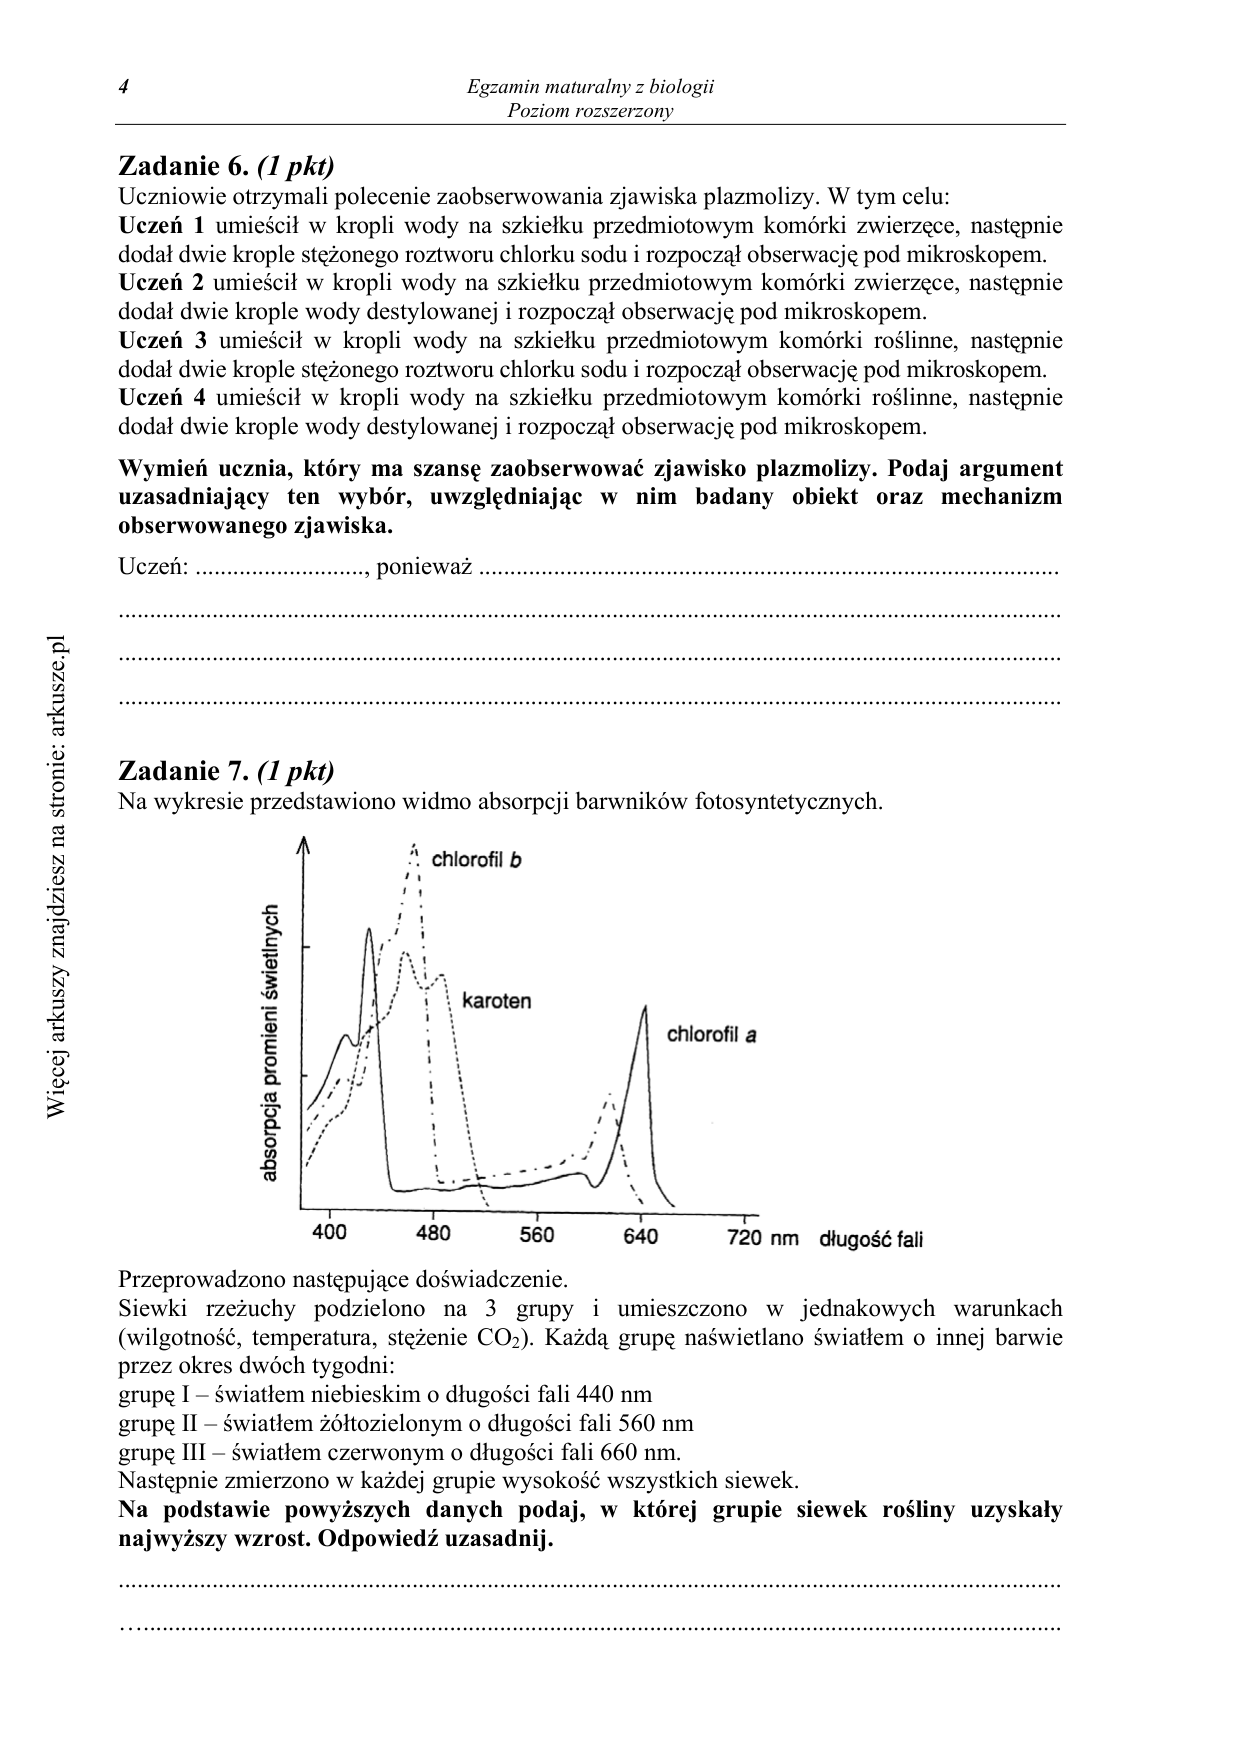 4
Egzamin maturalny z biologii
Poziom rozszerzony
Zadanie 6. (1 pkt)
Uczniowie otrzymali polecenie zaobserwowania zjawiska plazmolizy. W tym celu:
Uczeń 1 umieścił w kropli wody na szkiełku przedmiotowym komórki zwierzęce, następnie
dodał dwie krople stężonego roztworu chlorku sodu i rozpoczął obserwację pod mikroskopem.
Uczeń 2 umieścił w kropli wody na szkiełku przedmiotowym komórki zwierzęce, następnie
dodał dwie krople wody destylowanej i rozpoczął obserwację pod mikroskopem.
Uczeń 3 umieścił w kropli wody na szkiełku przedmiotowym komórki roślinne, następnie
dodał dwie krople stężonego roztworu chlorku sodu i rozpoczął obserwację pod mikroskopem.
Uczeń 4 umieścił w kropli wody na szkiełku przedmiotowym komórki roślinne, następnie
dodał dwie krople wody destylowanej i rozpoczął obserwację pod mikroskopem.
Wymień ucznia, który ma szansę zaobserwować zjawisko plazmolizy. Podaj argument
uzasadniający ten wybór, uwzględniając w nim badany obiekt oraz mechanizm
obserwowanego zjawiska.
Uczeń: ..........................., ponieważ .............................................................................................
.......................................................................................................................................................
.......................................................................................................................................................
.......................................................................................................................................................
Zadanie 7. (1 pkt)
Na wykresie przedstawiono widmo absorpcji barwników fotosyntetycznych.
chlorofil b
karoten
chlorofil a
absorpcja promieni świetlnych
400 480 560 640 720 nm długość fali
Przeprowadzono następujące doświadczenie.
Siewki rzeżuchy podzielono na 3 grupy i umieszczono w jednakowych warunkach
(wilgotność, temperatura, stężenie CO2). Każdą grupę naświetlano światłem o innej barwie
przez okres dwóch tygodni:
grupę I – światłem niebieskim o długości fali 440 nm
grupę II – światłem żółtozielonym o długości fali 560 nm
grupę III – światłem czerwonym o długości fali 660 nm.
Następnie zmierzono w każdej grupie wysokość wszystkich siewek.
Na podstawie powyższych danych podaj, w której grupie siewek rośliny uzyskały
najwyższy wzrost. Odpowiedź uzasadnij.
.......................................................................................................................................................
.......................................................................................................................................................
Więcej arkuszy znajdziesz na stronie: arkusze.pl